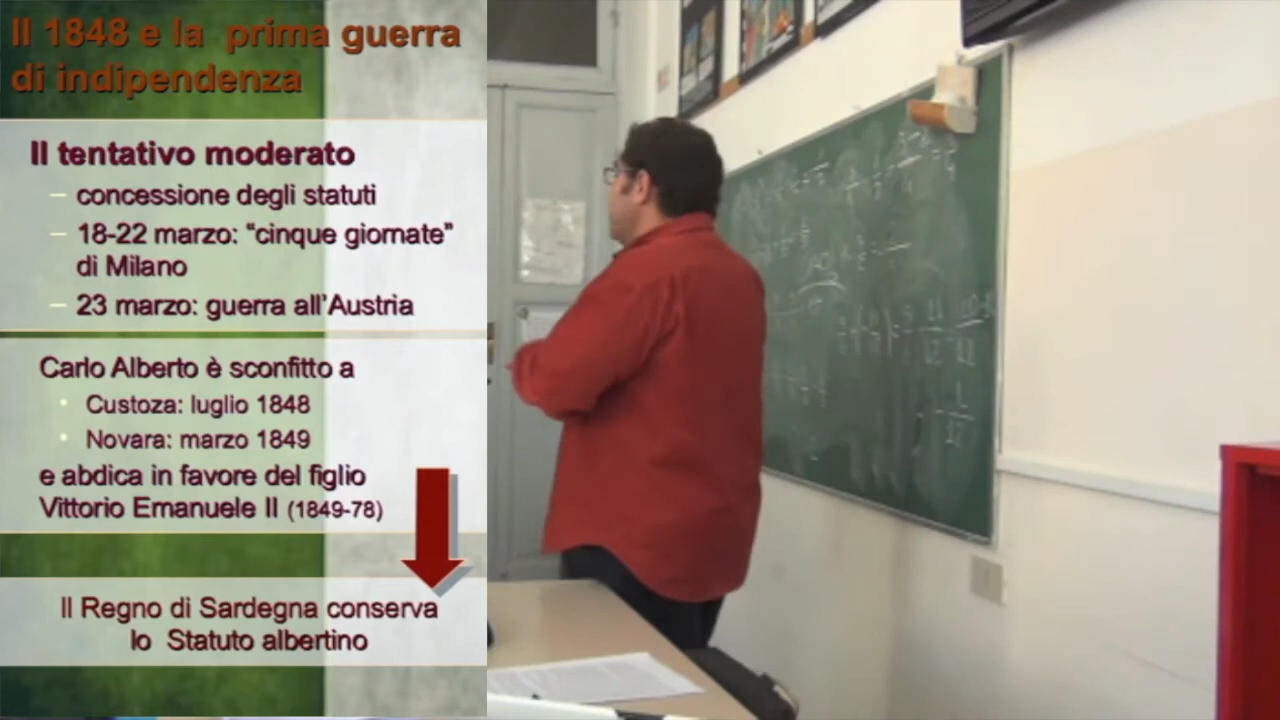 Il 1848 e la prima guerra
di indipendenza
Il tentativo moderato
– concessione degli statuti
– 18-22 marzo: “cinque giornate”
di Milano
– 23 marzo: guerra all’Austria
Carlo Alberto è sconfitto a
• Custoza: luglio 1848
• Novara: marzo 1849
e abdica in favore del figlio
Vittorio Emanuele II (1849-78)
Il Regno di Sardegna conserva
lo Statuto albertino